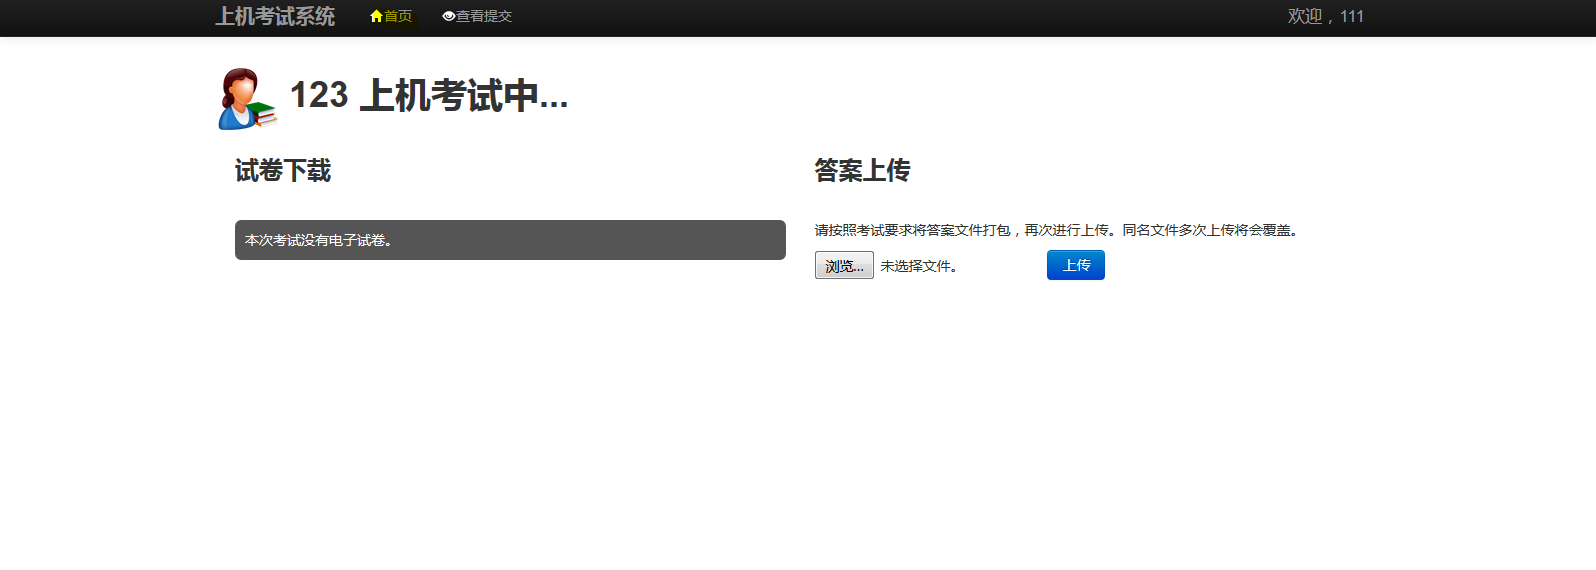 上机考试系统 首页 查看提交 欢迎，111
123 上机考试中...
试卷下载
本次考试没有电子试卷。
答案上传
请按照考试要求将答案文件打包，再次进行上传。同名文件多次上传将会覆盖。
浏览... 未选择文件。 上传